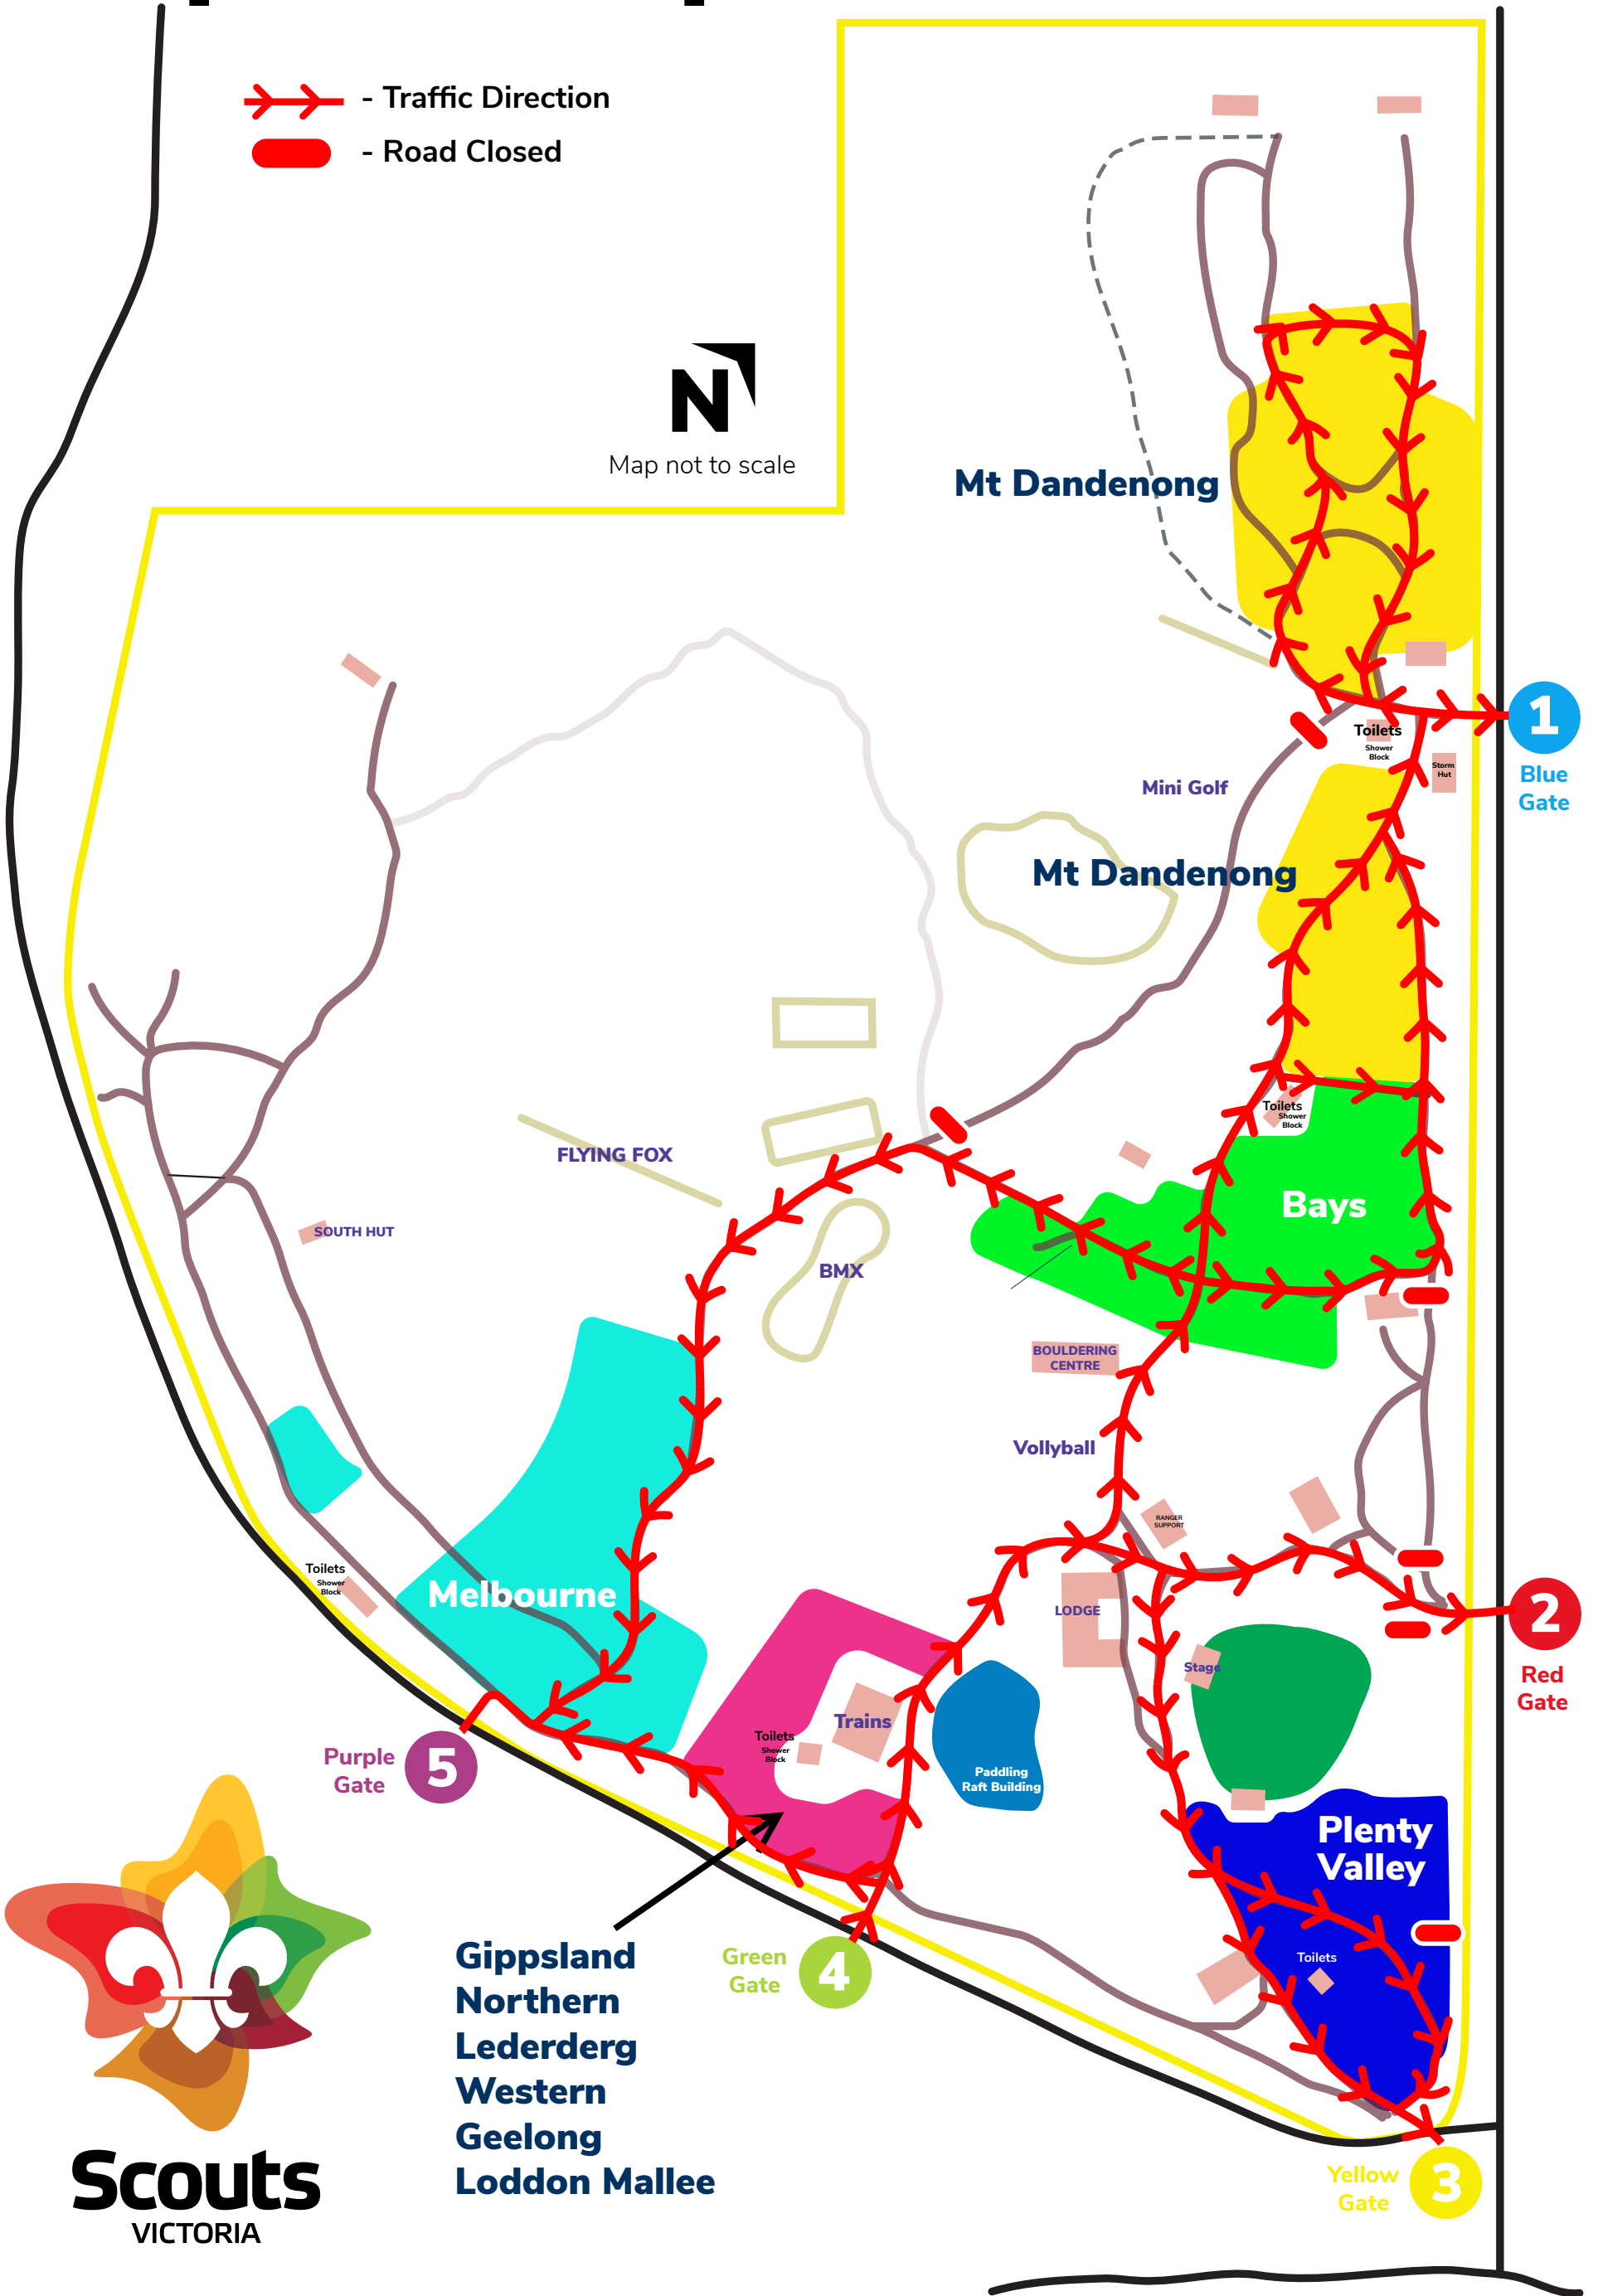 - Traffic Direction
- Road Closed
N
Map not to scale
Mt Dandenong
1
Blue
Gate
Toilets
Shower
Block
Storm
Hut
Mini Golf
Mt Dandenong
Toilets
Shower
Block
FLYING FOX
Bays
SOUTH HUT
BMX
BOULDERING
CENTRE
Vollyball
RANGER
SUPPORT
Toilets
Shower
Block
Melbourne
LODGE
2
Red
Gate
Stage
Trains
Toilets
Shower
Block
Purple
Gate
5
Paddling
Raft Building
Plenty
Valley
Toilets
Green
Gate
4
Gippsland
Northern
Lederderg
Western
Geelong
Loddon Mallee
Yellow
Gate
3
Scouts
VICTORIA